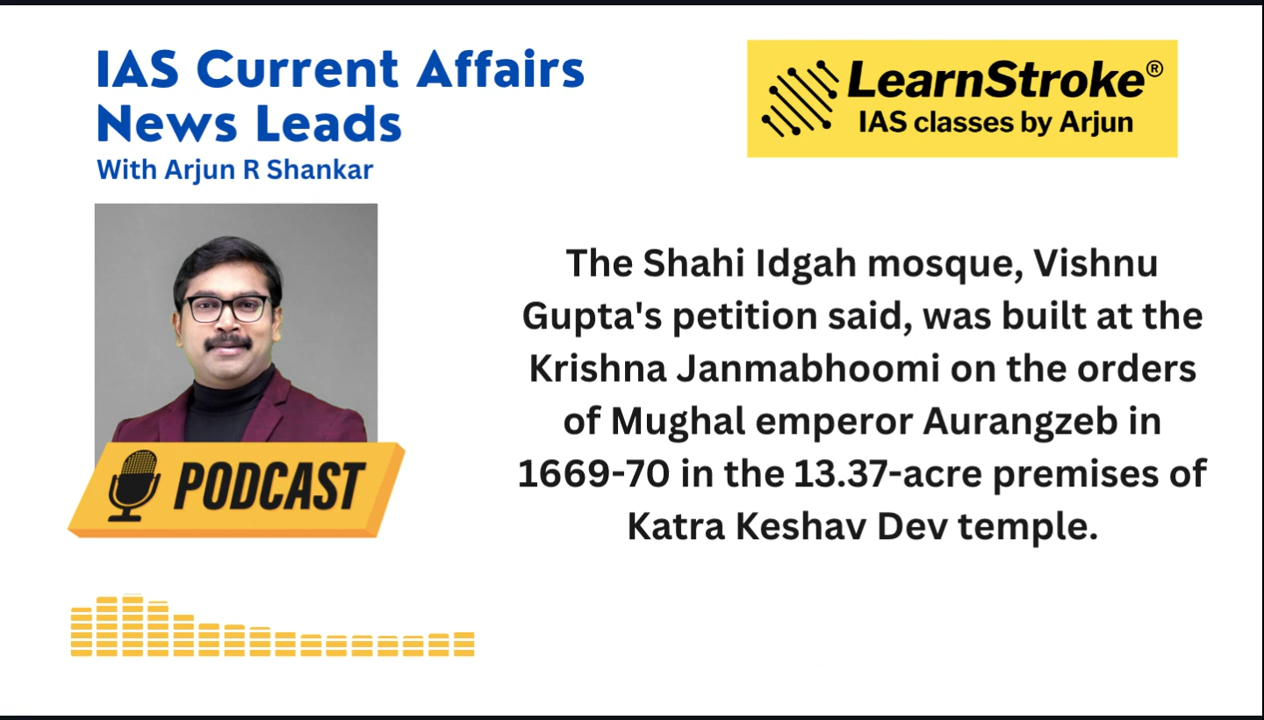 IAS Current Affairs
News Leads
With Arjun R Shankar
LearnStroke®
IAS classes by Arjun
The Shahi Idgah mosque, Vishnu
Gupta's petition said, was built at the
Krishna Janmabhoomi on the orders
of Mughal emperor Aurangzeb in
1669-70 in the 13.37-acre premises of
Katra Keshav Dev temple.
PODCAST